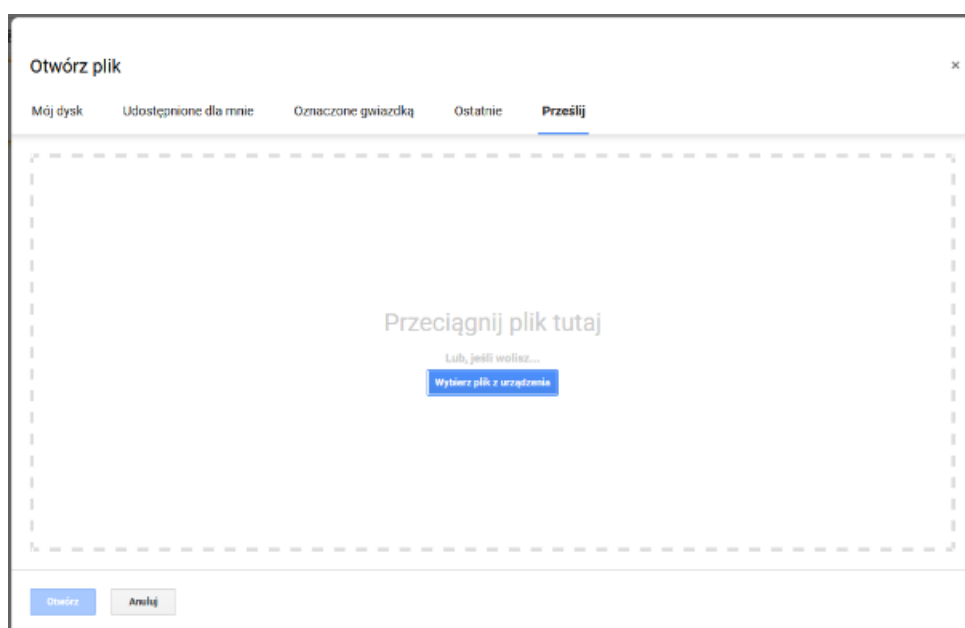 Otwórz plik
×
Mój dysk Udostępnione dla mnie Oznaczone gwiazdką Ostatnie Prześlij
Przeciągnij plik tutaj
Lub, jeśli wolisz...
Wybierz plik z urządzenia
Otwórz Anuluj